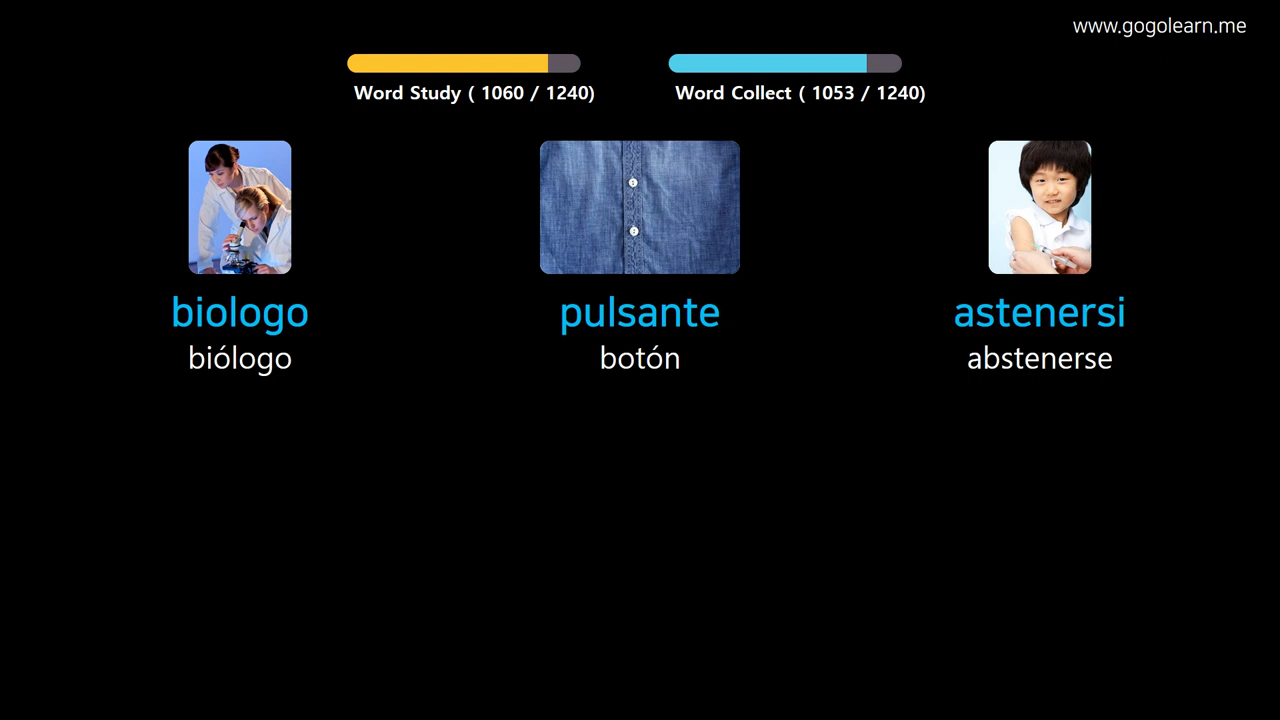 www.gogolearn.me
Word Study ( 1060 / 1240)
Word Collect ( 1053 / 1240)
biologo
biólogo
pulsante
botón
astenersi
abstenerse